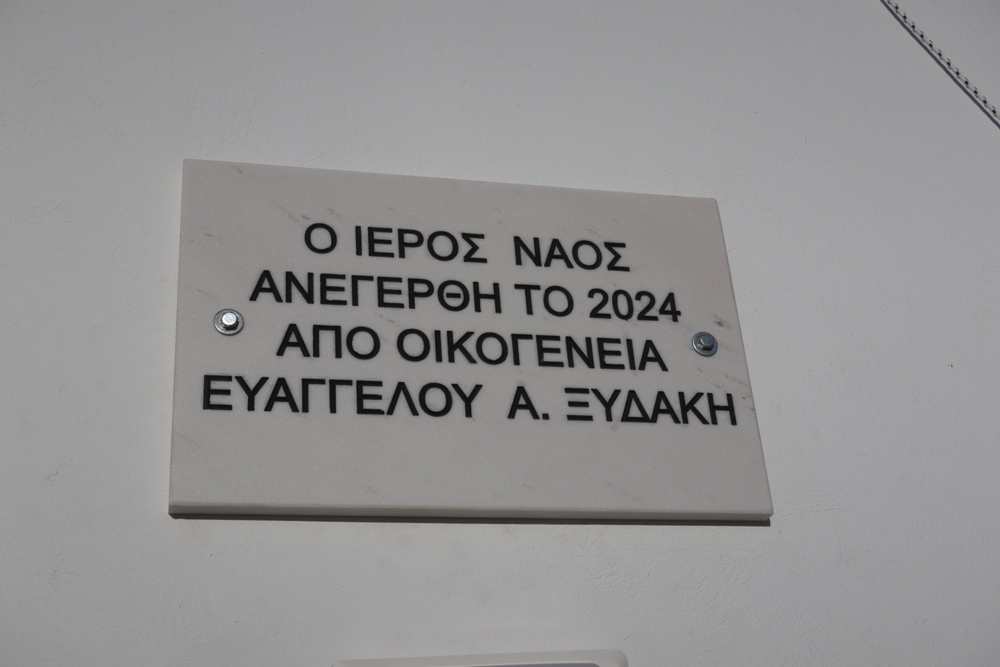 Ο ΙΕΡΟΣ ΝΑΟΣ
ΑΝΕΓΕΡΘΗ ΤΟ 2024
ΑΠΟ ΟΙΚΟΓΕΝΕΙΑ
ΕΥΑΓΓΕΛΟΥ Α. ΞΥΔΑΚΗ